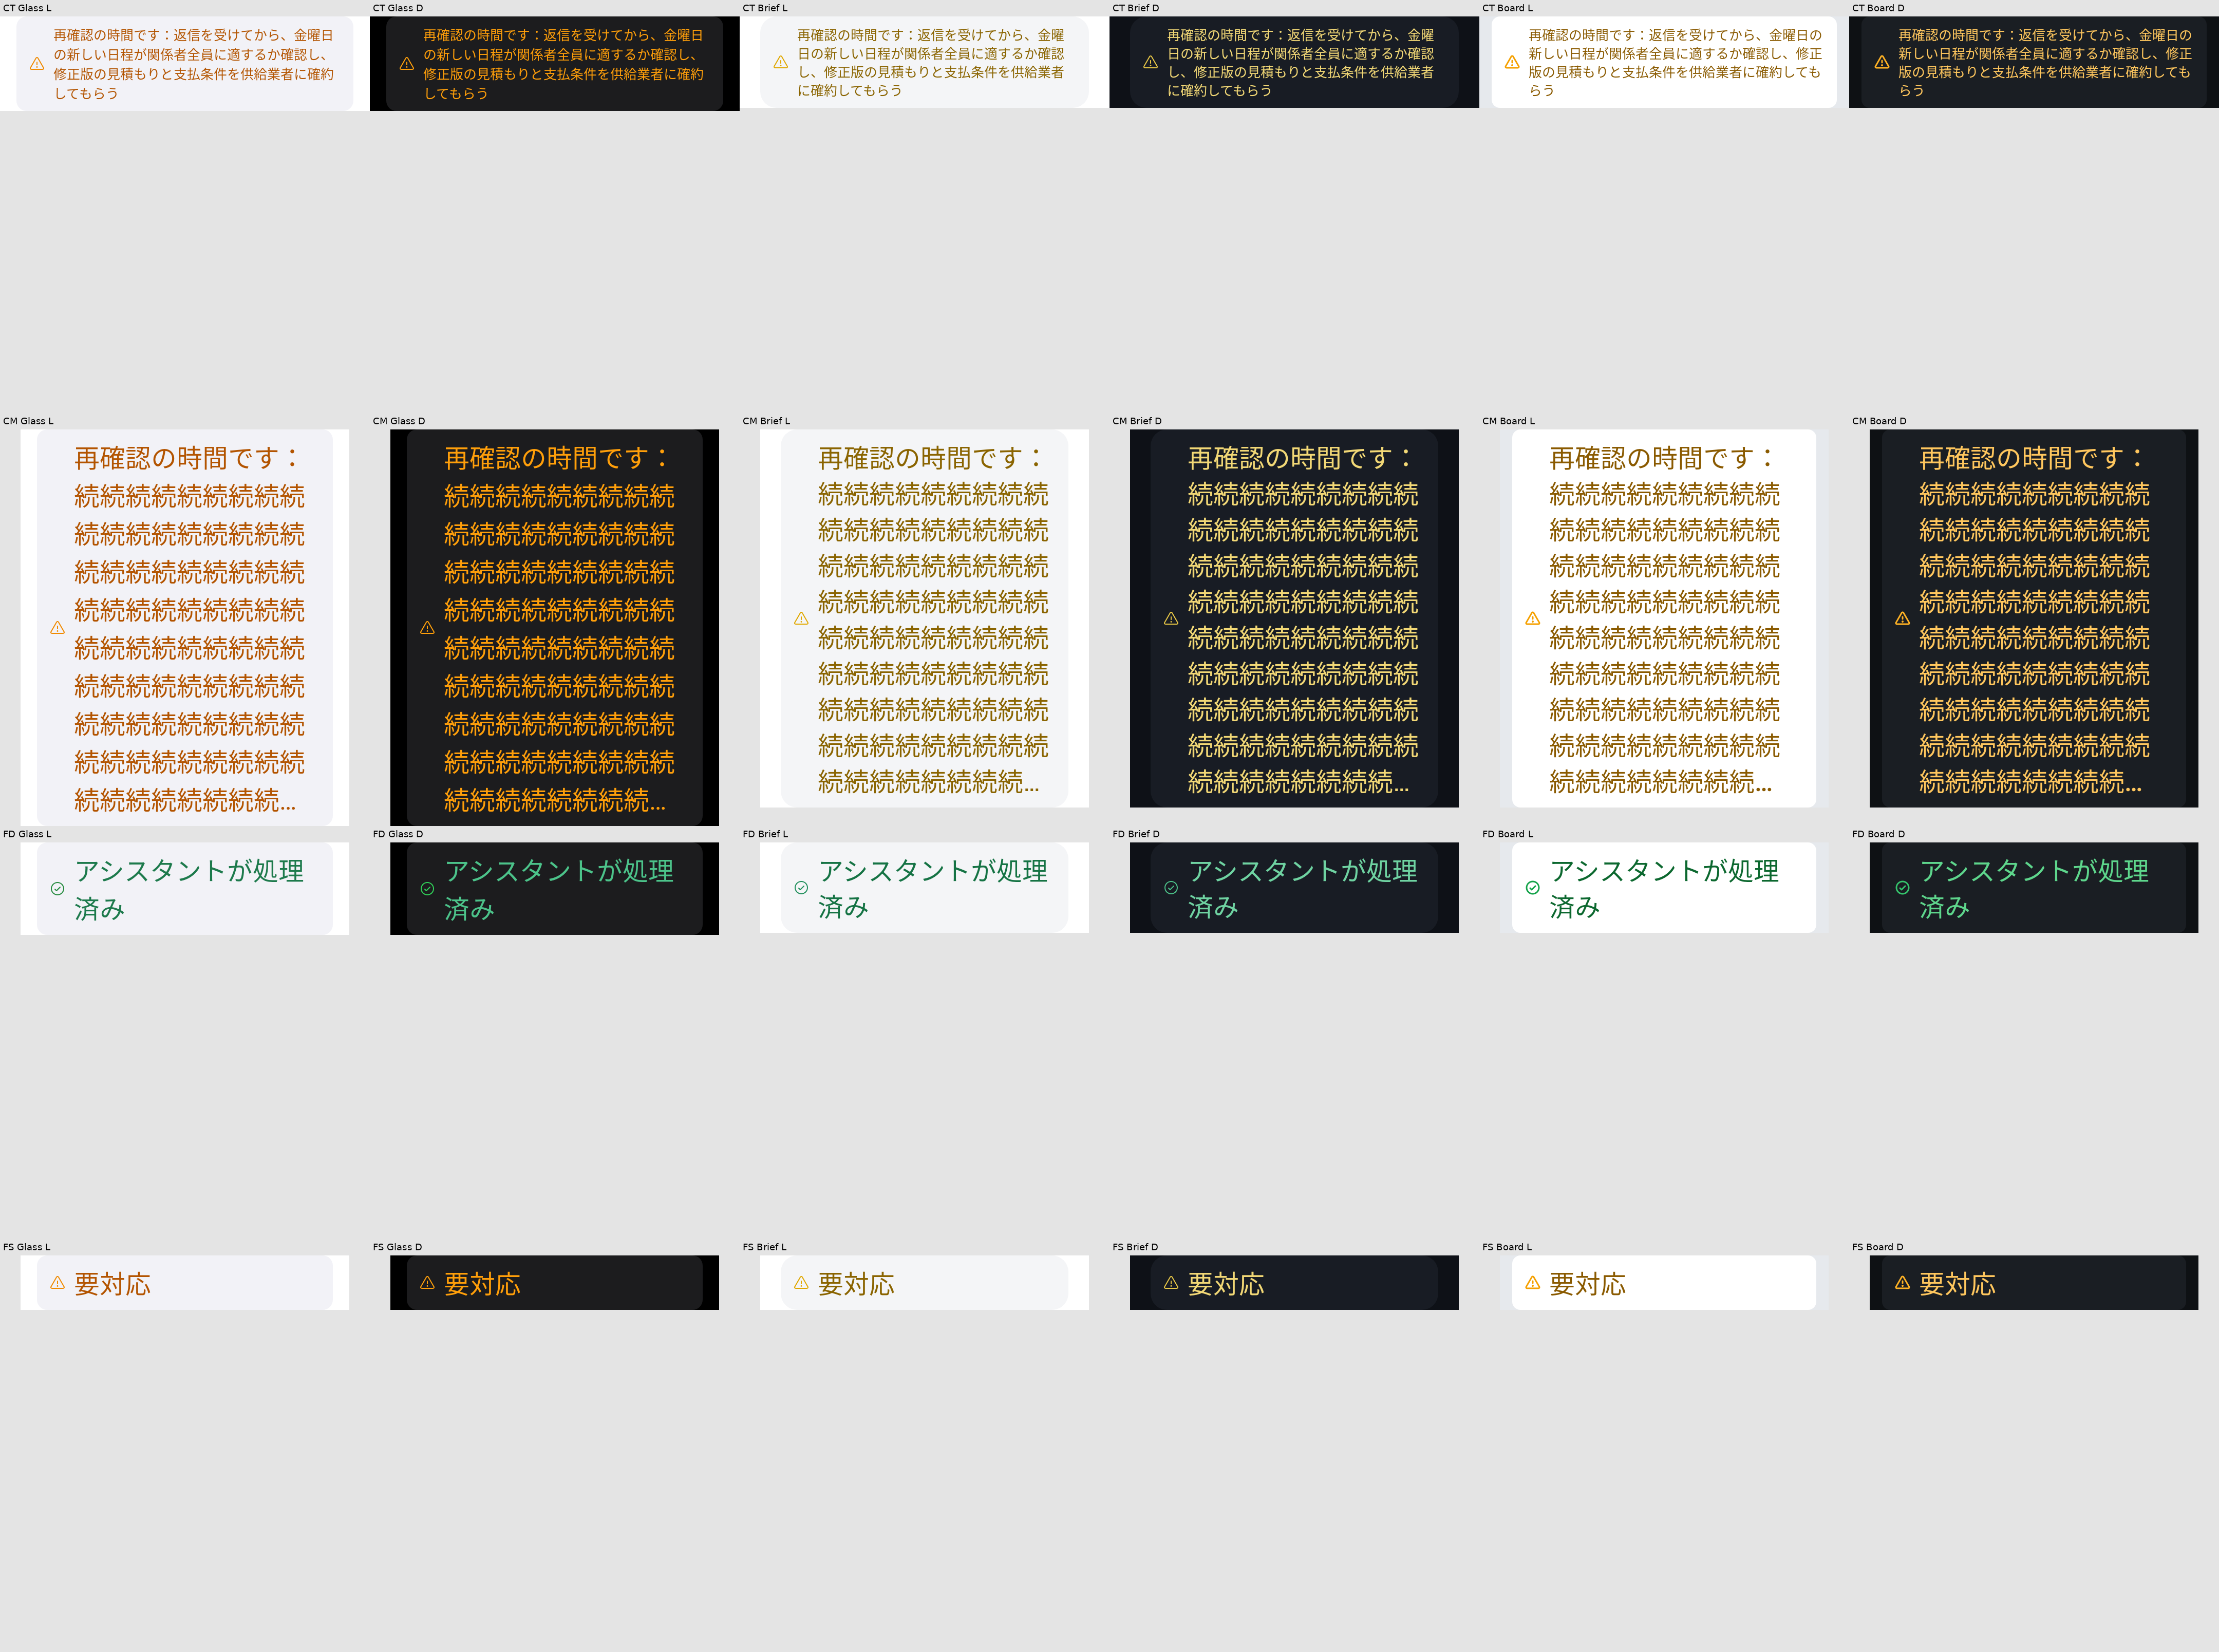 CT Glass L
再確認の時間です：返信を受けてから、金曜日
の新しい日程が関係者全員に適するか確認し、
修正版の見積もりと支払条件を供給業者に確約
してもらう
CT Glass D
再確認の時間です：返信を受けてから、金曜日
の新しい日程が関係者全員に適するか確認し、
修正版の見積もりと支払条件を供給業者に確約
してもらう
CT Brief L
再確認の時間です：返信を受けてから、金曜
日の新しい日程が関係者全員に適するか確認
し、修正版の見積もりと支払条件を供給業者
に確約してもらう
CT Brief D
再確認の時間です：返信を受けてから、金曜
日の新しい日程が関係者全員に適するか確認
し、修正版の見積もりと支払条件を供給業者
に確約してもらう
CT Board L
再確認の時間です：返信を受けてから、金曜日の
新しい日程が関係者全員に適するか確認し、修正
版の見積もりと支払条件を供給業者に確約しても
らう
CT Board D
再確認の時間です：返信を受けてから、金曜日の
新しい日程が関係者全員に適するか確認し、修正
版の見積もりと支払条件を供給業者に確約しても
らう
CM Glass L
再確認の時間です：
続続続続続続続続続
続続続続続続続続続
続続続続続続続続続
続続続続続続続続続
続続続続続続続続続
続続続続続続続続続
続続続続続続続続続
続続続続続続続続続
続続続続続続続続...
CM Glass D
再確認の時間です：
続続続続続続続続続
続続続続続続続続続
続続続続続続続続続
続続続続続続続続続
続続続続続続続続続
続続続続続続続続続
続続続続続続続続続
続続続続続続続続続
続続続続続続続続...
CM Brief L
再確認の時間です：
続続続続続続続続続
続続続続続続続続続
続続続続続続続続続
続続続続続続続続続
続続続続続続続続続
続続続続続続続続続
続続続続続続続続続
続続続続続続続続続
続続続続続続続続...
CM Brief D
再確認の時間です：
続続続続続続続続続
続続続続続続続続続
続続続続続続続続続
続続続続続続続続続
続続続続続続続続続
続続続続続続続続続
続続続続続続続続続
続続続続続続続続続
続続続続続続続続...
CM Board L
再確認の時間です：
続続続続続続続続続
続続続続続続続続続
続続続続続続続続続
続続続続続続続続続
続続続続続続続続続
続続続続続続続続続
続続続続続続続続続
続続続続続続続続続
続続続続続続続続...
CM Board D
再確認の時間です：
続続続続続続続続続
続続続続続続続続続
続続続続続続続続続
続続続続続続続続続
続続続続続続続続続
続続続続続続続続続
続続続続続続続続続
続続続続続続続続続
続続続続続続続続...
FD Glass L
アシスタントが処理
済み
FD Glass D
アシスタントが処理
済み
FD Brief L
アシスタントが処理
済み
FD Brief D
アシスタントが処理
済み
FD Board L
アシスタントが処理
済み
FD Board D
アシスタントが処理
済み
FS Glass L
要対応
FS Glass D
要対応
FS Brief L
要対応
FS Brief D
要対応
FS Board L
要対応
FS Board D
要対応